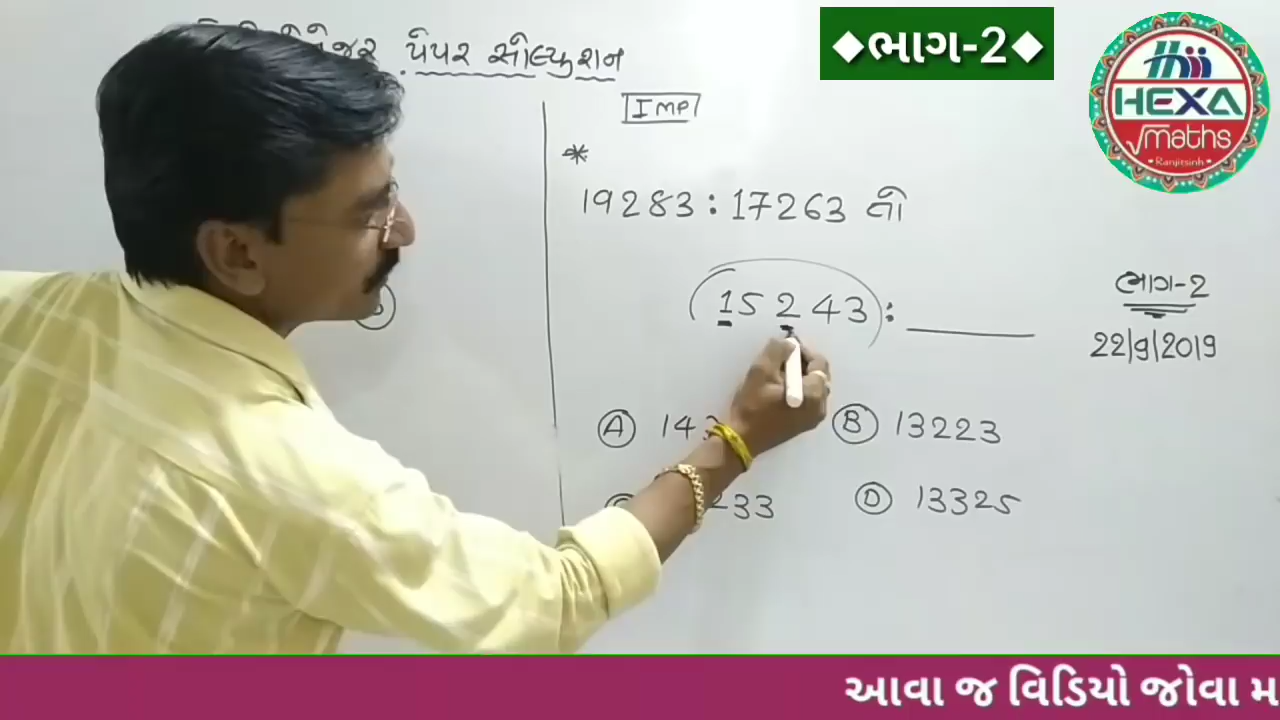 પેપર સોલ્યુશન
◆ભાગ-2◆
HEXA
maths
Ranjitsinh
IMP
*
19283 : 17263 તો
15243 : ______
ભાગ-2
22/9/2019
A 14
B 13223
233
D 13325
આવા જ વિડિયો જોવા મ